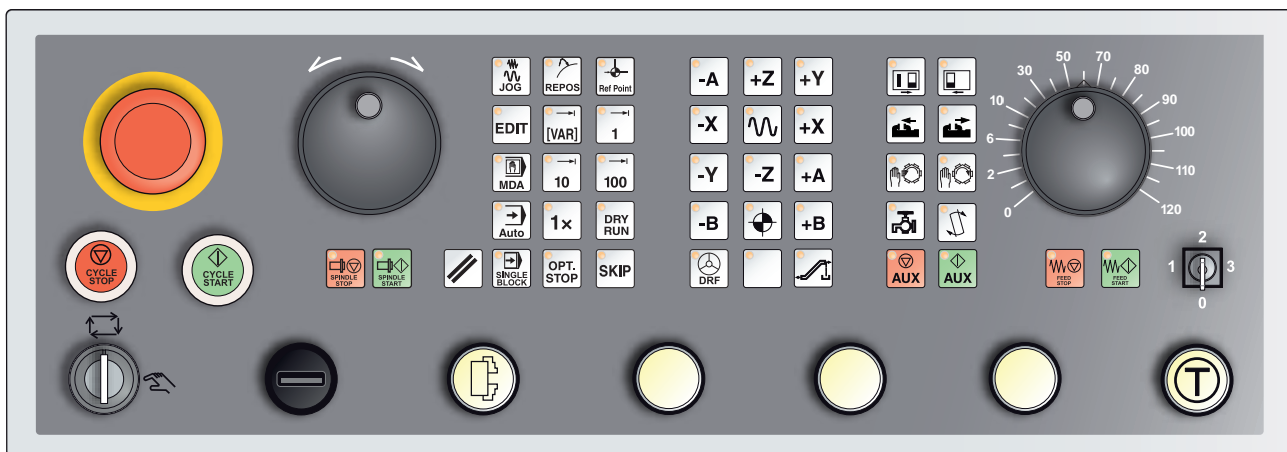 JOG
REPOS
Ref Point
-A
+Z
+Y
EDIT
[VAR]
1
-X
+X
MDA
10
100
-Y
-Z
+A
Auto
1x
DRY
RUN
-B
+B
SINGLE
BLOCK
OPT.
STOP
SKIP
DRF
AUX
AUX
CYCLE
STOP
CYCLE
START
SPINDLE
STOP
SPINDLE
START
FEED
STOP
FEED
START
0
2
6
10
30
50
70
80
90
100
110
120
2
1
3
0
T